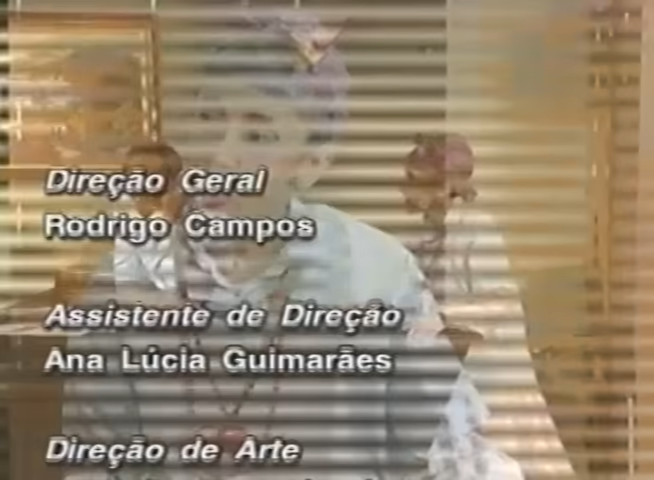 Direção Geral
Rodrigo Campos
Assistente de Direção
Ana Lúcia Guimarães
Direção de Arte